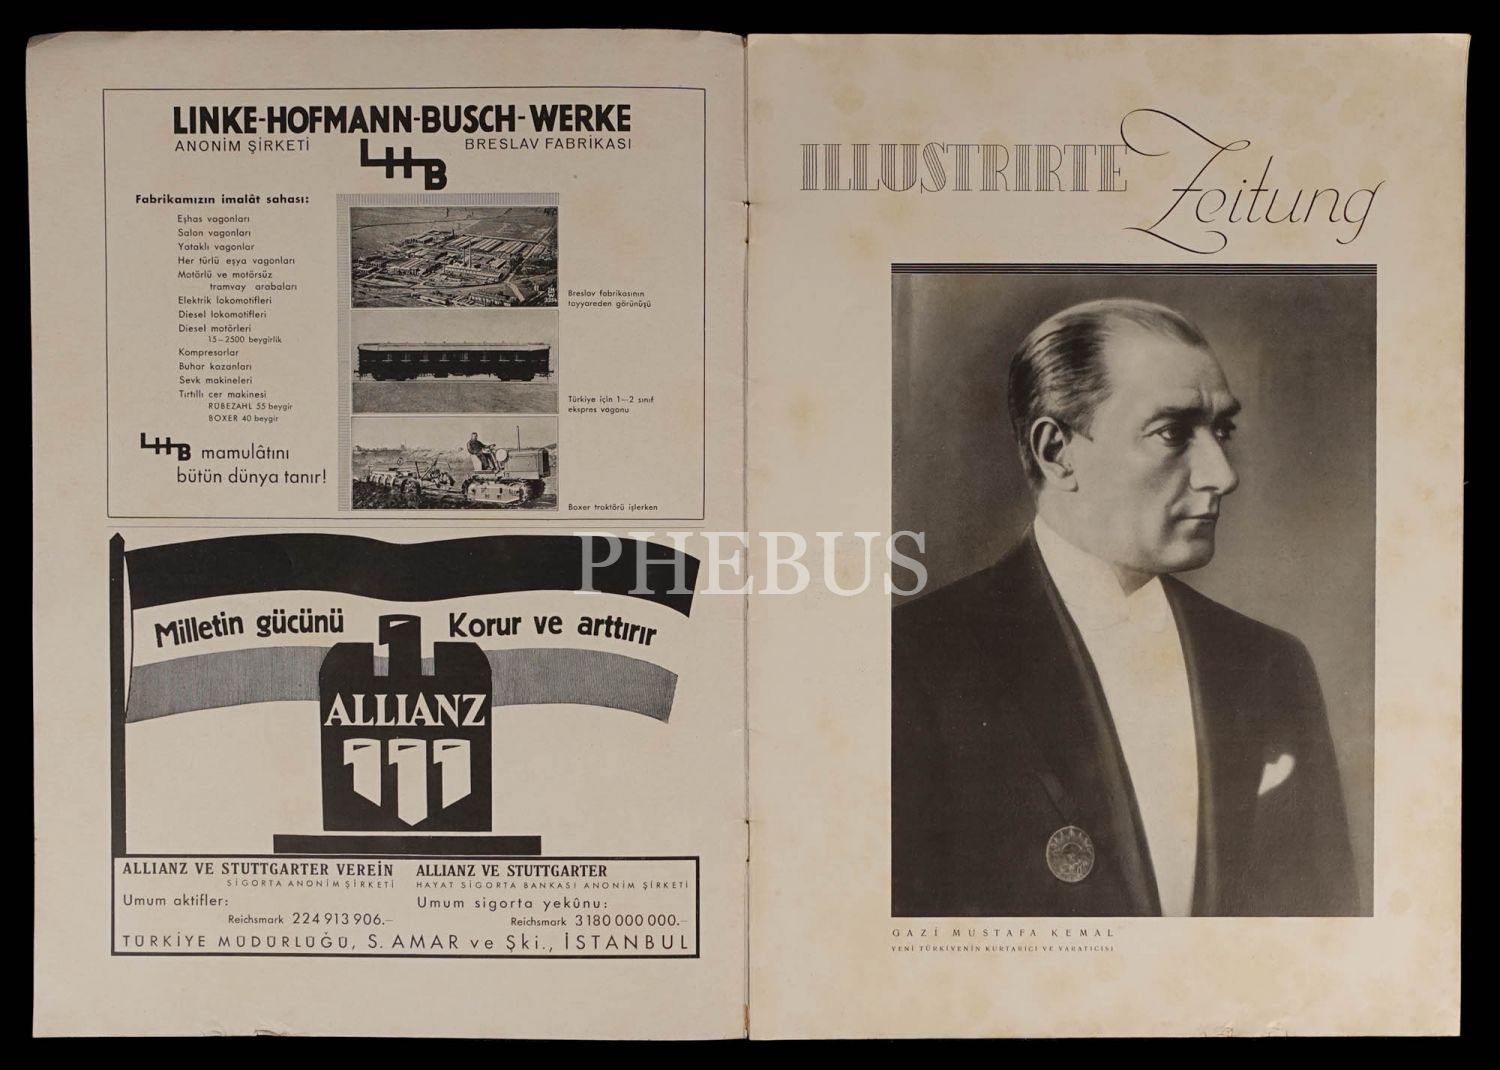 LINKE-HOFMANN-BUSCH-WERKE
ANONİM ŞİRKETİ BRESLAV FABRİKASI
LHB
Fabrikamızın imalât sahası:
Eşhas vagonları
Salon vagonları
Yataklı vagonlar
Her türlü eşya vagonları
Motörlü ve motörsüz
tramvay arabaları
Elektrik lokomotifleri
Diesel lokomotifleri
Diesel motörleri
15—2500 beygirlik
Kompresorlar
Buhar kazanları
Sevk makineleri
Tırtıllı cer makinesi
RÜBEZAHL 55 beygir
BOXER 40 beygir
LHB mamulâtını
bütün dünya tanır!
Breslav fabrikasının
tayyareden görünüşü
Türkiye için 1—2 sınıf
ekspres vagonu
Boxer traktörü işlerken
Milletin gücünü Korur ve arttırır
ALLIANZ
ALLIANZ VE STUTTGARTER VEREİN
SİGORTA ANONİM ŞİRKETİ
Umum aktifler:
Reichsmark 224 913 906.—
ALLIANZ VE STUTTGARTER
HAYAT SİGORTA BANKASI ANONİM ŞİRKETİ
Umum sigorta yekûnu:
Reichsmark 3 180 000 000.—
TÜRKİYE MÜDÜRLÜĞÜ, S. AMAR ve Şki., İSTANBUL
ILLUSTRIRTE Zeitung
GAZİ MUSTAFA KEMAL
YENİ TÜRKİYENİN KURTARICI VE YARATICISI
PHEBUS